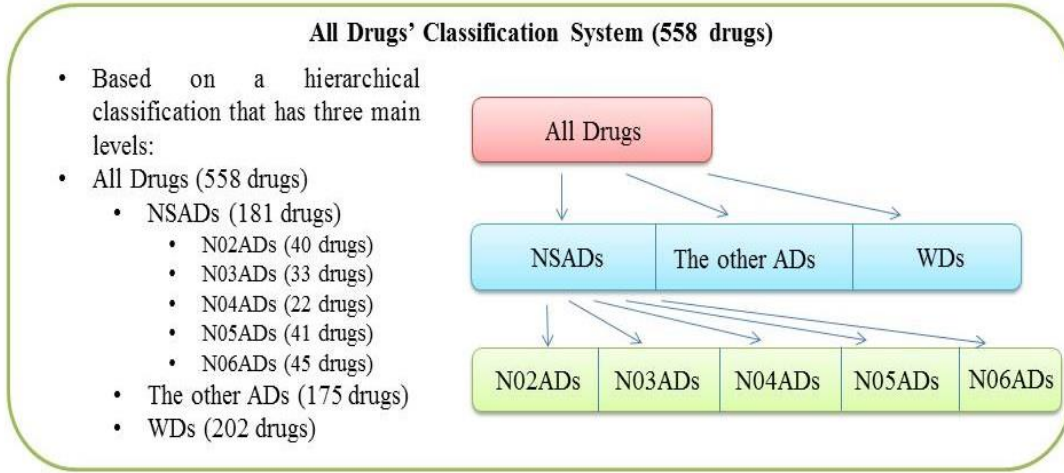 All Drugs’ Classification System (558 drugs)
• Based on a hierarchical
classification that has three main
levels:
• All Drugs (558 drugs)
• NSADs (181 drugs)
• N02ADs (40 drugs)
• N03ADs (33 drugs)
• N04ADs (22 drugs)
• N05ADs (41 drugs)
• N06ADs (45 drugs)
• The other ADs (175 drugs)
• WDs (202 drugs)
All Drugs
NSADs The other ADs WDs
N02ADs N03ADs N04ADs N05ADs N06ADs